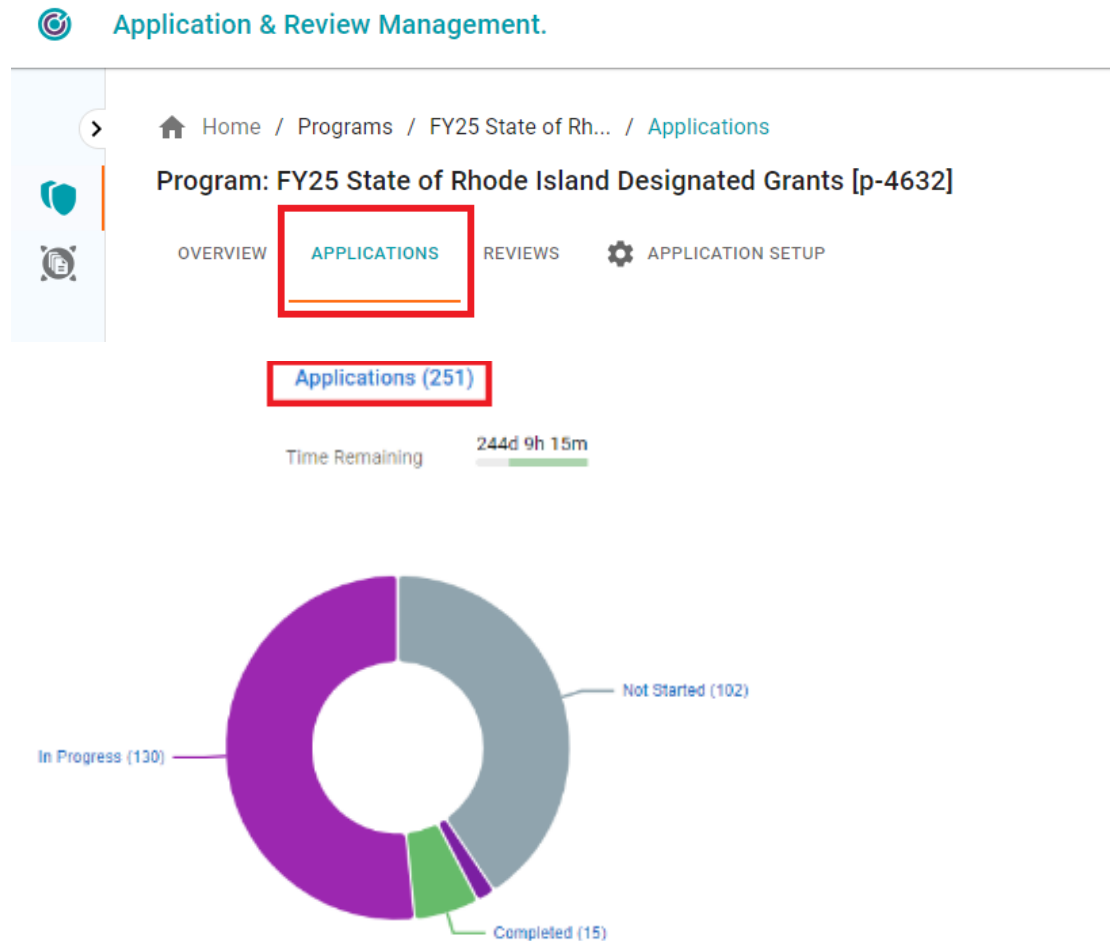 Application & Review Management.
Home / Programs / FY25 State of Rh... / Applications
Program: FY25 State of Rhode Island Designated Grants [p-4632]
OVERVIEW APPLICATIONS REVIEWS APPLICATION SETUP
Applications (251)
Time Remaining 244d 9h 15m
Not Started (102)
In Progress (130)
Completed (15)